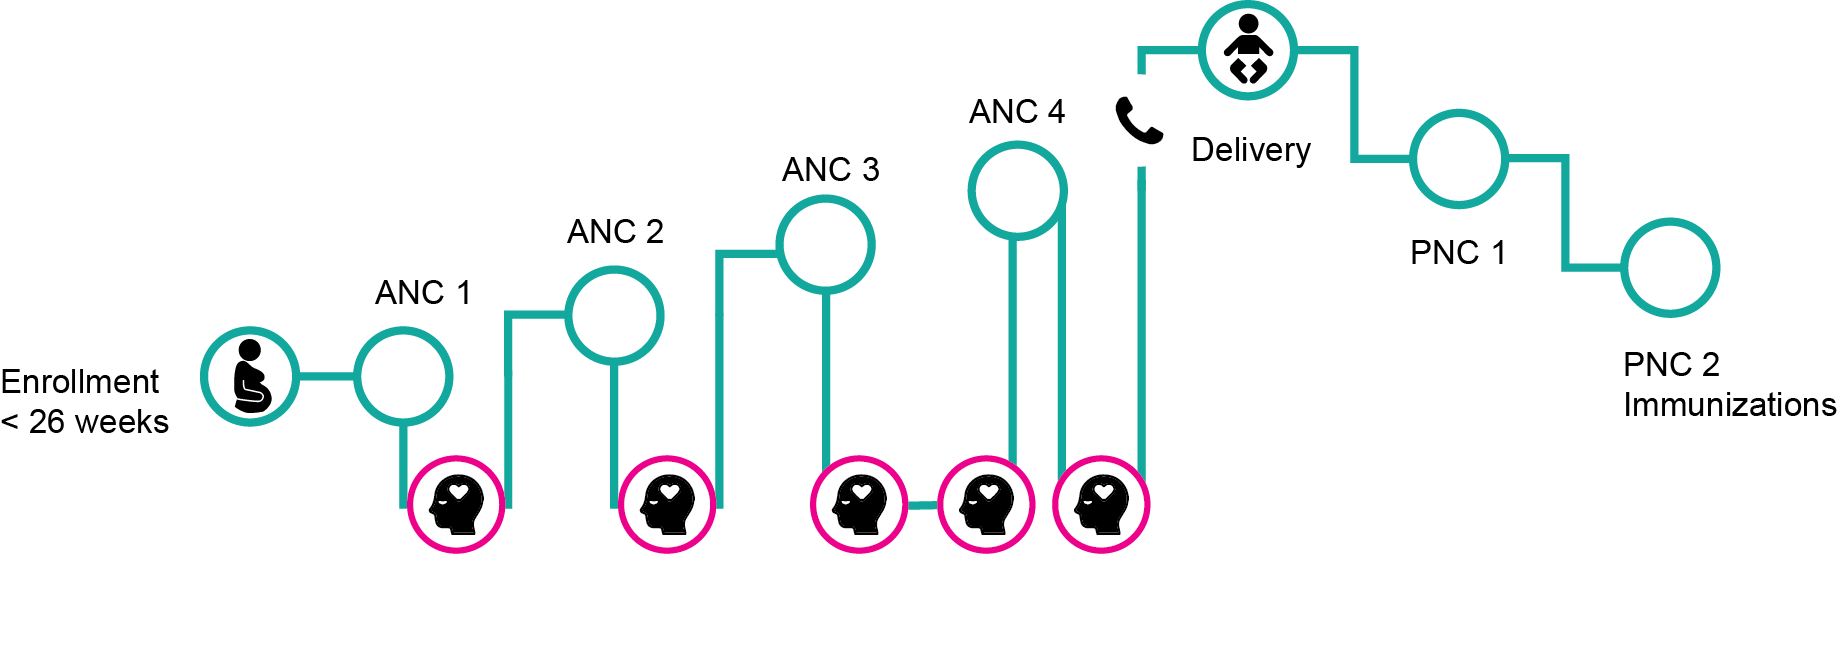 Enrollment
< 26 weeks
ANC 1
ANC 2
ANC 3
ANC 4
Delivery
PNC 1
PNC 2
Immunizations